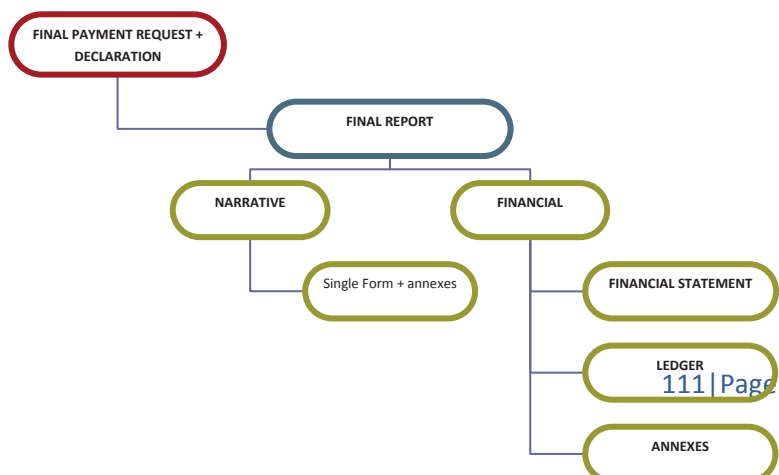 FINAL PAYMENT REQUEST +
DECLARATION
FINAL REPORT
NARRATIVE
FINANCIAL
Single Form + annexes
FINANCIAL STATEMENT
LEDGER
111|Page
ANNEXES